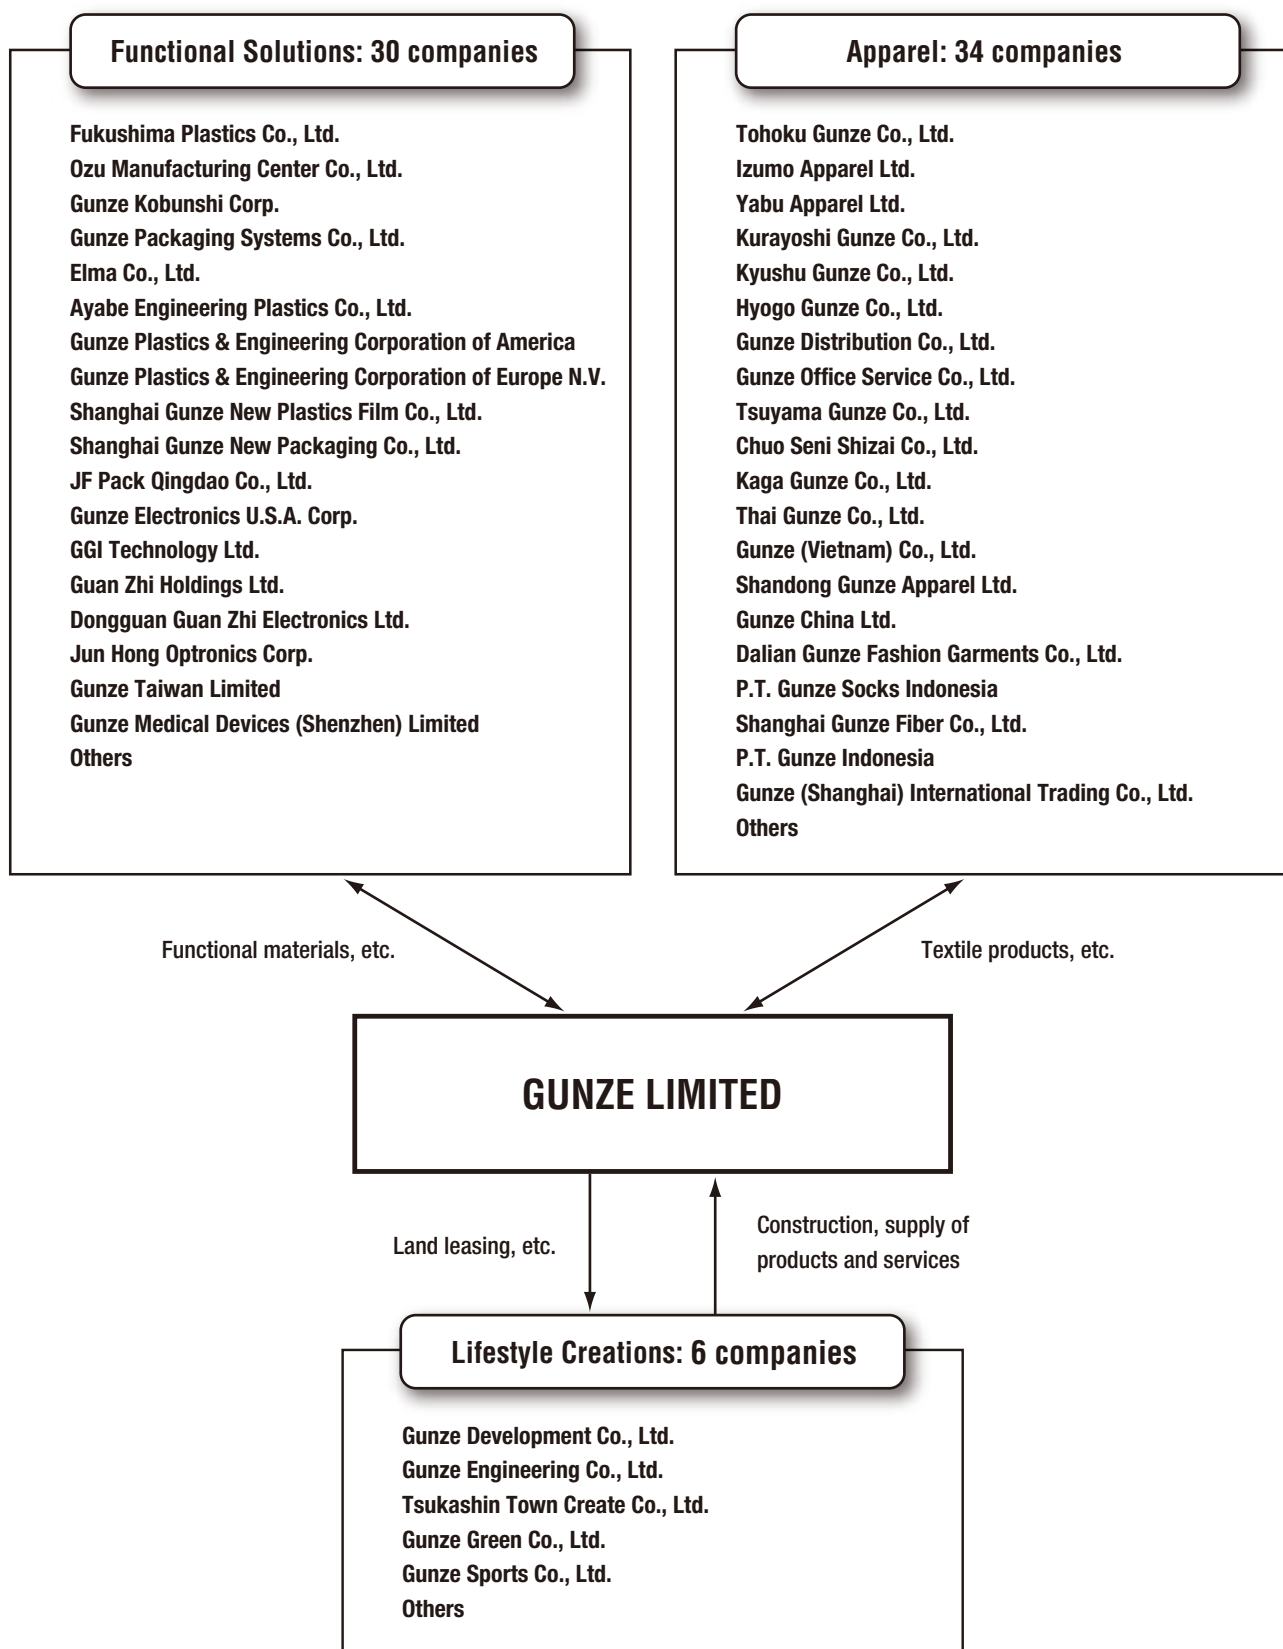 Functional Solutions: 30 companies
Fukushima Plastics Co., Ltd.
Ozu Manufacturing Center Co., Ltd.
Gunze Kobunshi Corp.
Gunze Packaging Systems Co., Ltd.
Elma Co., Ltd.
Ayabe Engineering Plastics Co., Ltd.
Gunze Plastics & Engineering Corporation of America
Gunze Plastics & Engineering Corporation of Europe N.V.
Shanghai Gunze New Plastics Film Co., Ltd.
Shanghai Gunze New Packaging Co., Ltd.
JF Pack Qingdao Co., Ltd.
Gunze Electronics U.S.A. Corp.
GGI Technology Ltd.
Guan Zhi Holdings Ltd.
Dongguan Guan Zhi Electronics Ltd.
Jun Hong Optronics Corp.
Gunze Taiwan Limited
Gunze Medical Devices (Shenzhen) Limited
Others
Apparel: 34 companies
Tohoku Gunze Co., Ltd.
Izumo Apparel Ltd.
Yabu Apparel Ltd.
Kurayoshi Gunze Co., Ltd.
Kyushu Gunze Co., Ltd.
Hyogo Gunze Co., Ltd.
Gunze Distribution Co., Ltd.
Gunze Office Service Co., Ltd.
Tsuyama Gunze Co., Ltd.
Chuo Seni Shizai Co., Ltd.
Kaga Gunze Co., Ltd.
Thai Gunze Co., Ltd.
Gunze (Vietnam) Co., Ltd.
Shandong Gunze Apparel Ltd.
Gunze China Ltd.
Dalian Gunze Fashion Garments Co., Ltd.
P.T. Gunze Socks Indonesia
Shanghai Gunze Fiber Co., Ltd.
P.T. Gunze Indonesia
Gunze (Shanghai) International Trading Co., Ltd.
Others
Functional materials, etc.
Textile products, etc.
GUNZE LIMITED
Land leasing, etc.
Construction, supply of
products and services
Lifestyle Creations: 6 companies
Gunze Development Co., Ltd.
Gunze Engineering Co., Ltd.
Tsukashin Town Create Co., Ltd.
Gunze Green Co., Ltd.
Gunze Sports Co., Ltd.
Others